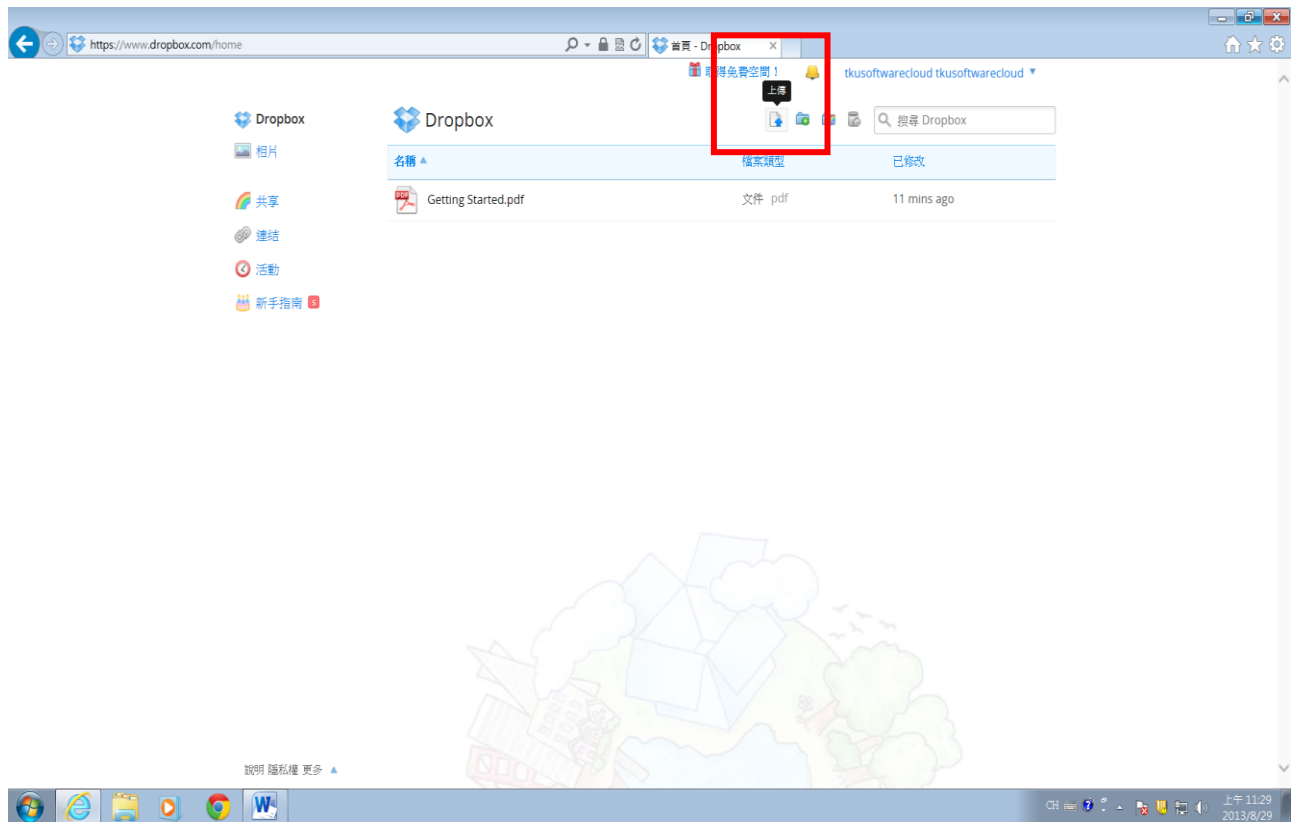 https://www.dropbox.com/home
首頁 - Dropbox
取得免費空間！
tkusoftwarecloud tkusoftwarecloud
上傳
Dropbox
Dropbox
搜尋 Dropbox
相片
名稱 檔案類型 已修改
共享
Getting Started.pdf 文件 pdf 11 mins ago
連結
活動
新手指南 5
說明 隱私權 更多
CH
上午 11:29
2013/8/29